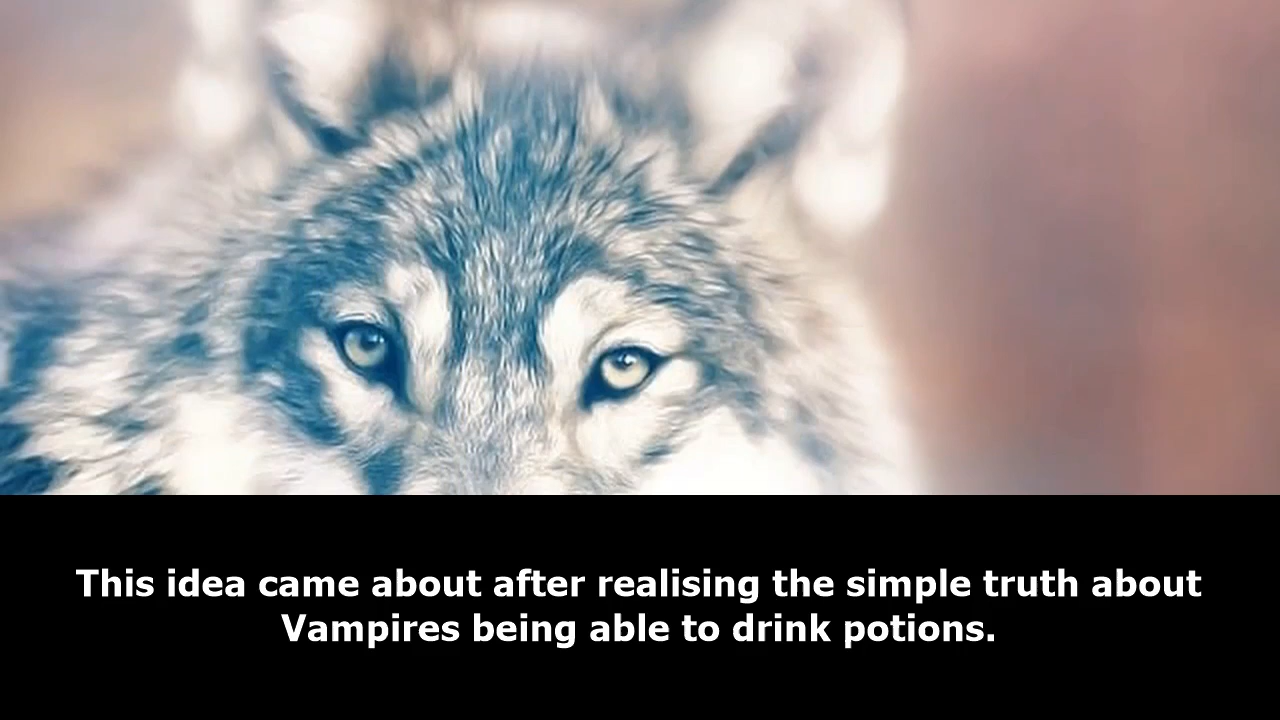 This idea came about after realising the simple truth about
Vampires being able to drink potions.